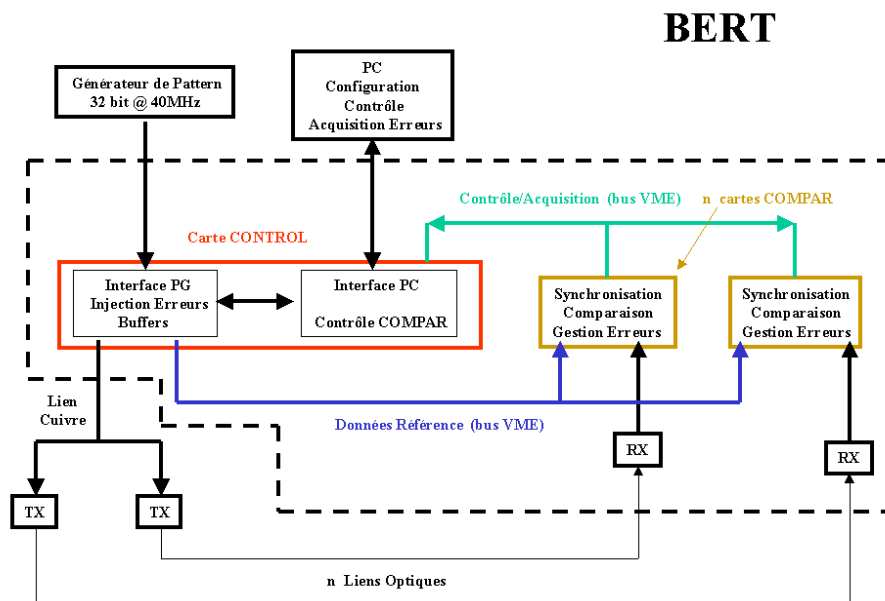 BERT
Générateur de Pattern
32 bit @ 40MHz
PC
Configuration
Contrôle
Acquisition Erreurs
Contrôle/Acquisition (bus VME)
n cartes COMPAR
Carte CONTROL
Interface PG
Injection Erreurs
Buffers
Interface PC
Contrôle COMPAR
Synchronisation
Comparaison
Gestion Erreurs
Synchronisation
Comparaison
Gestion Erreurs
Lien
Cuivre
Données Référence (bus VME)
RX
RX
TX
TX
n Liens Optiques